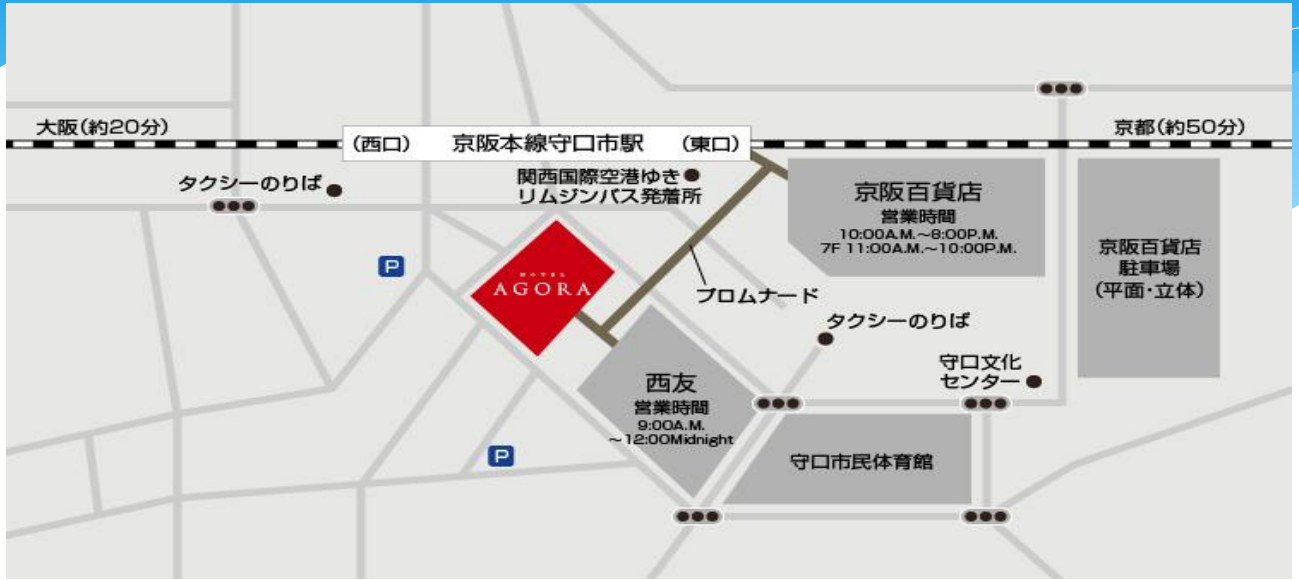 大阪(約20分)
(西口) 京阪本線守口市駅 (東口)
京都(約50分)
タクシーのりば
関西国際空港ゆき
リムジンバス発着所
京阪百貨店
営業時間
10:00A.M.~8:00P.M.
7F 11:00A.M.~10:00P.M.
京阪百貨店
駐車場
(平面・立体)
P
HOTEL
AGORA
プロムナード
タクシーのりば
守口文化
センター
西友
営業時間
9:00A.M.
~12:00Midnight
P
守口市民体育館